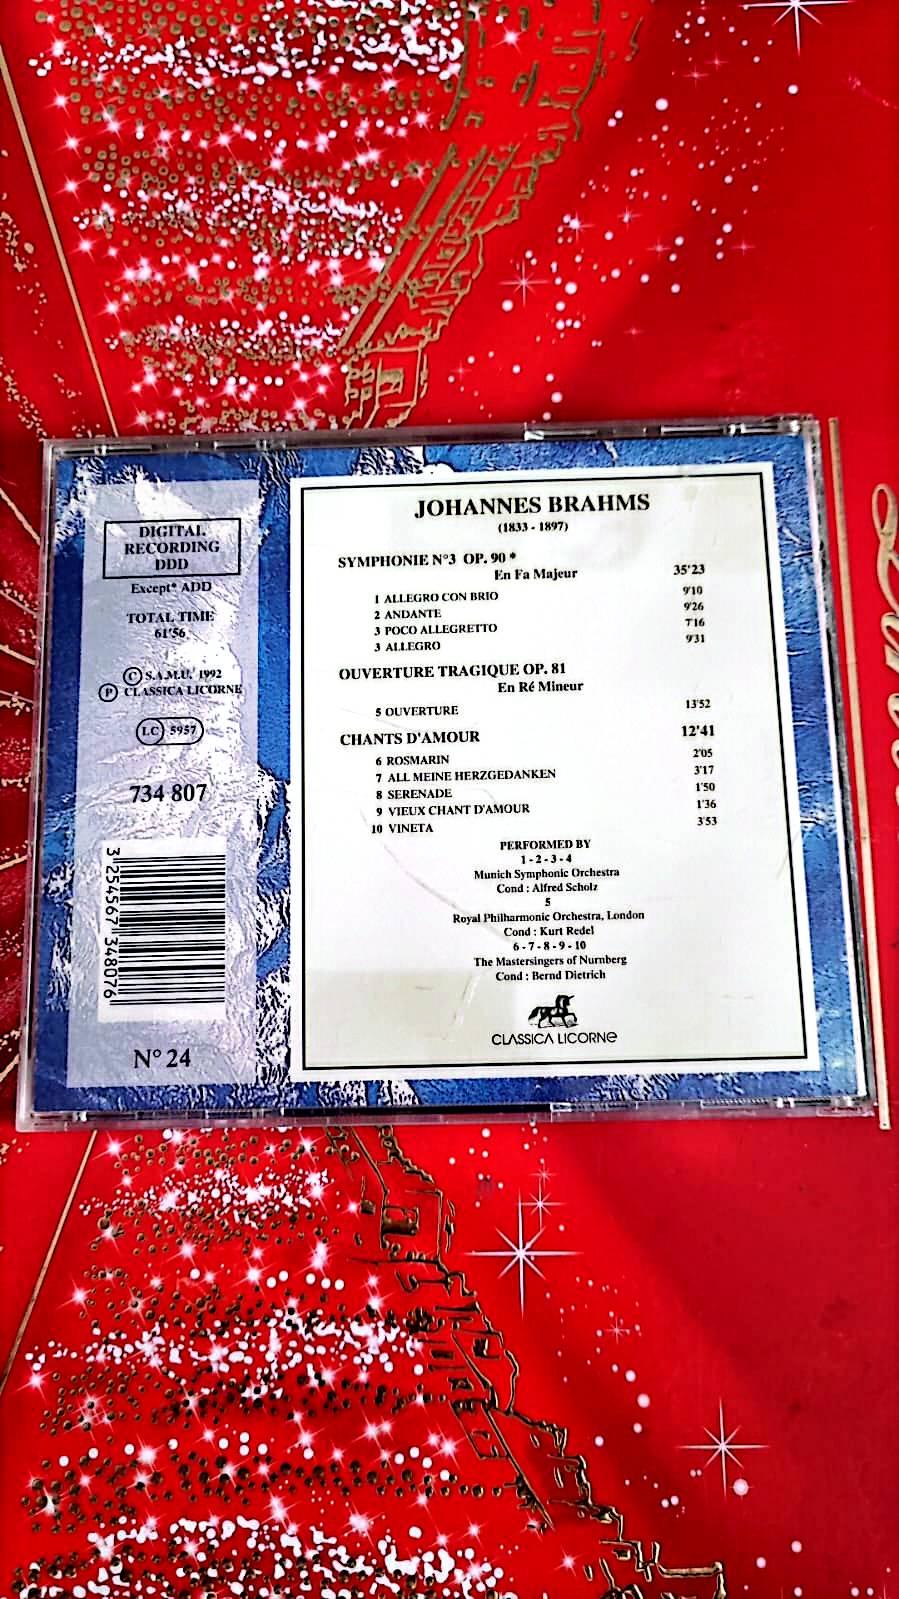 DIGITAL
RECORDING
DDD
Except* ADD
TOTAL TIME
61'56
© S.A.M.U. 1992
℗ CLASSICA LICORNE
LC 5957
734 807
3 254567 348076
N° 24
JOHANNES BRAHMS
(1833 - 1897)
SYMPHONIE N°3 OP. 90 *
En Fa Majeur 35'23
1 ALLEGRO CON BRIO 9'10
2 ANDANTE 9'26
3 POCO ALLEGRETTO 7'16
3 ALLEGRO 9'31
OUVERTURE TRAGIQUE OP. 81
En Ré Mineur
5 OUVERTURE 13'52
CHANTS D'AMOUR 12'41
6 ROSMARIN 2'05
7 ALL MEINE HERZGEDANKEN 3'17
8 SERENADE 1'50
9 VIEUX CHANT D'AMOUR 1'36
10 VINETA 3'53
PERFORMED BY
1 - 2 - 3 - 4
Munich Symphonic Orchestra
Cond : Alfred Scholz
5
Royal Philharmonic Orchestra, London
Cond : Kurt Redel
6 - 7 - 8 - 9 - 10
The Mastersingers of Nurnberg
Cond : Bernd Dietrich
CLASSICA LICORNE